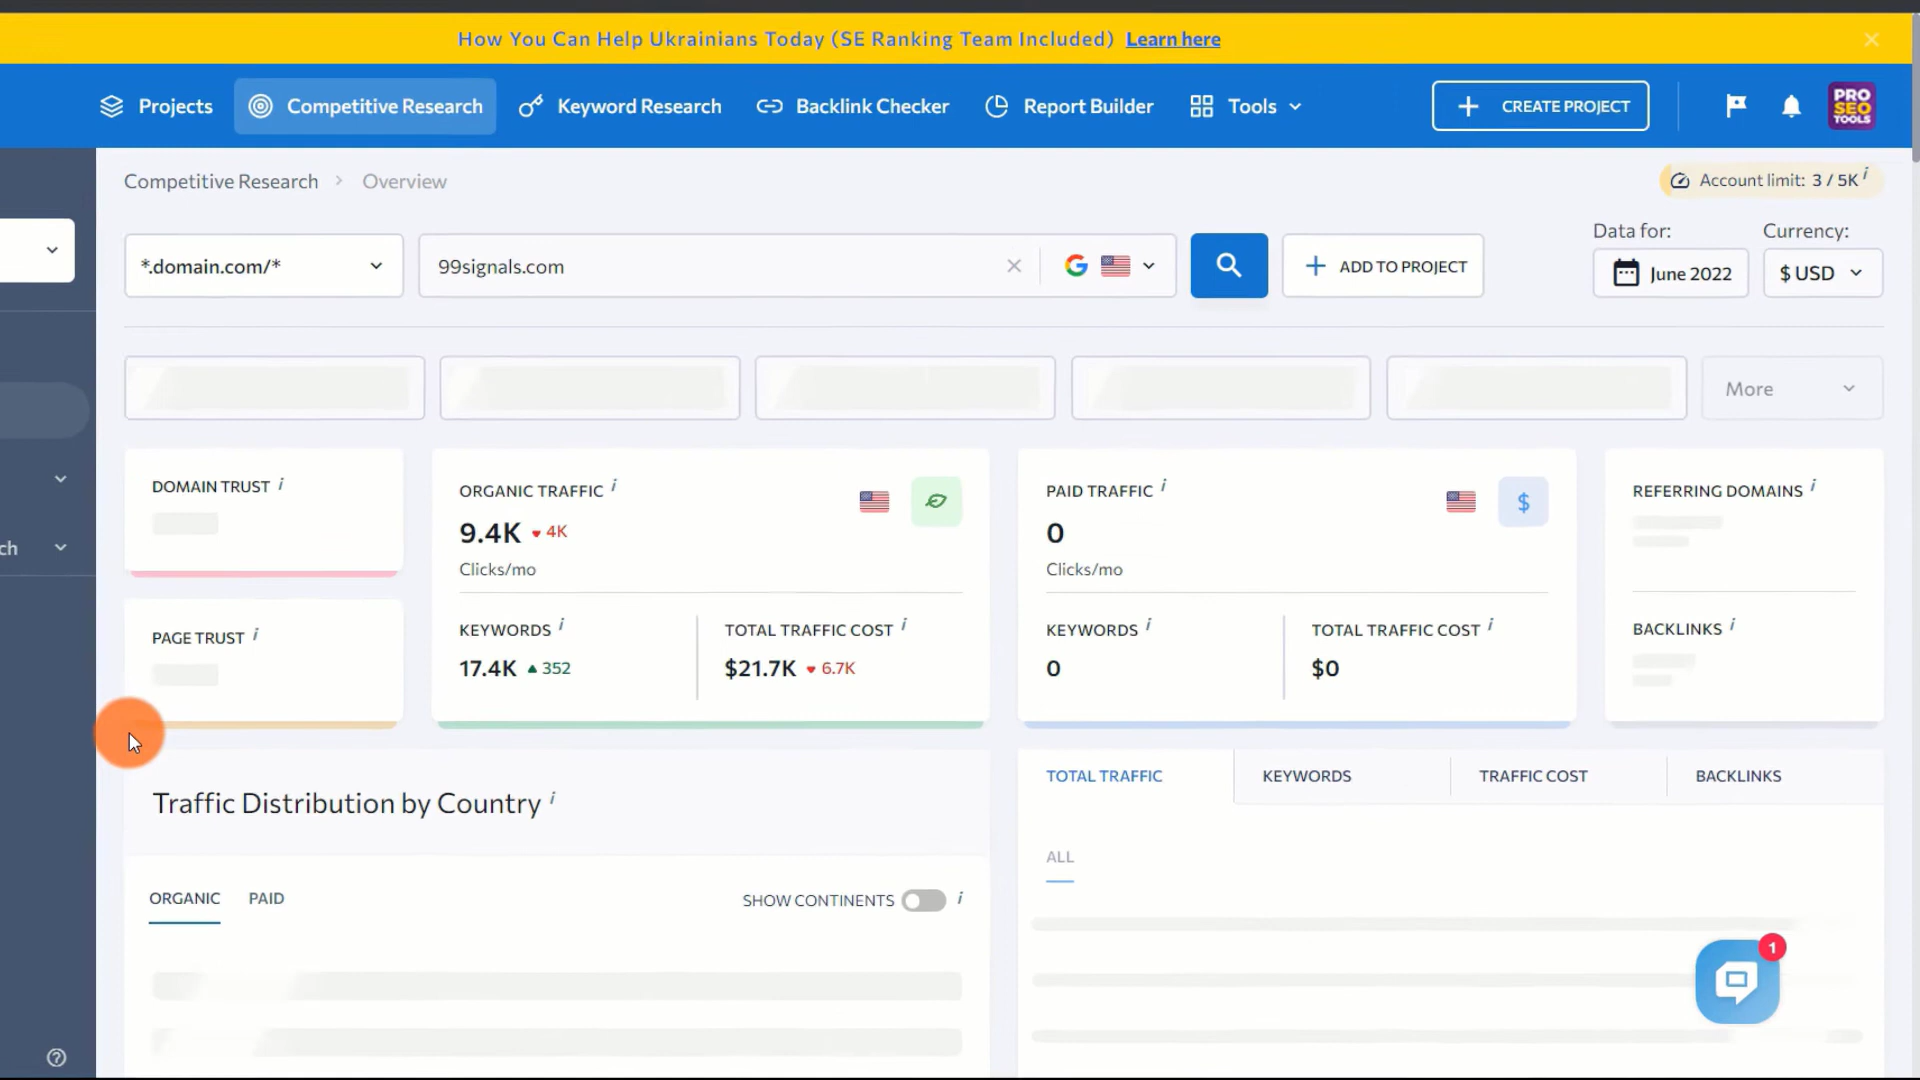 How You Can Help Ukrainians Today (SE Ranking Team Included) Learn here
Projects Competitive Research Keyword Research Backlink Checker Report Builder Tools CREATE PROJECT PRO SEO TOOLS
Competitive Research > Overview Account limit: 3 / 5K i
Data for: Currency:
*.domain.com/* 99signals.com G ADD TO PROJECT June 2022 $ USD
More
DOMAIN TRUST i
ORGANIC TRAFFIC i
9.4K 4K
Clicks/mo
KEYWORDS i TOTAL TRAFFIC COST i
17.4K 352 $21.7K 6.7K
PAID TRAFFIC i $
0
Clicks/mo
KEYWORDS i TOTAL TRAFFIC COST i
0 $0
REFERRING DOMAINS i
BACKLINKS i
PAGE TRUST i
ch
Traffic Distribution by Country i
ORGANIC PAID SHOW CONTINENTS i
TOTAL TRAFFIC KEYWORDS TRAFFIC COST BACKLINKS
ALL
1
?